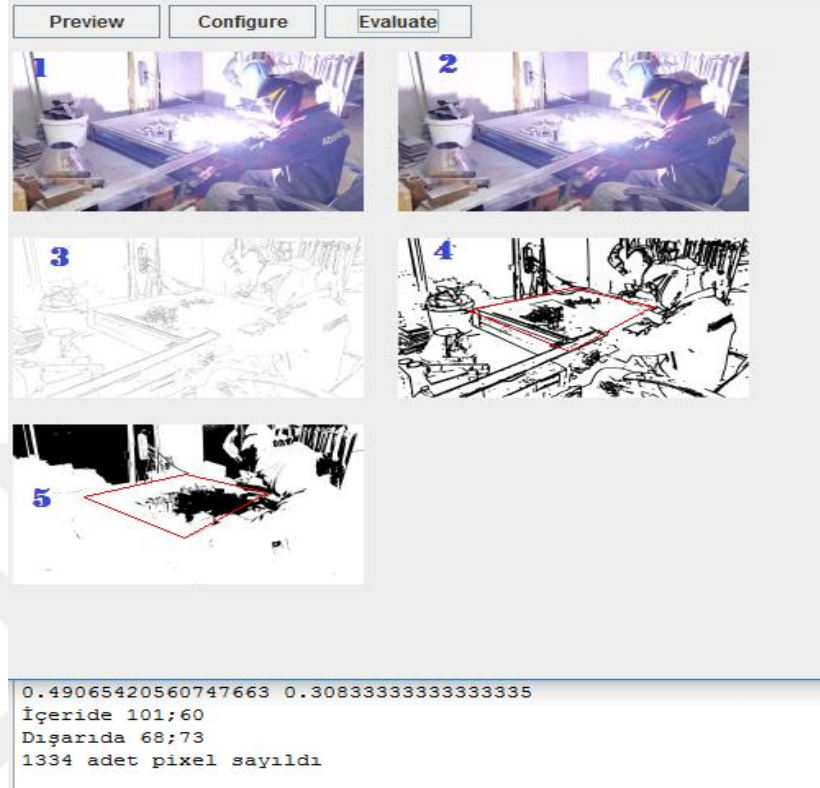 Preview Configure Evaluate
1 2
3 4
5
0.49065420560747663 0.30833333333333335
İçeride 101;60
Dışarıda 68;73
1334 adet pixel sayıldı